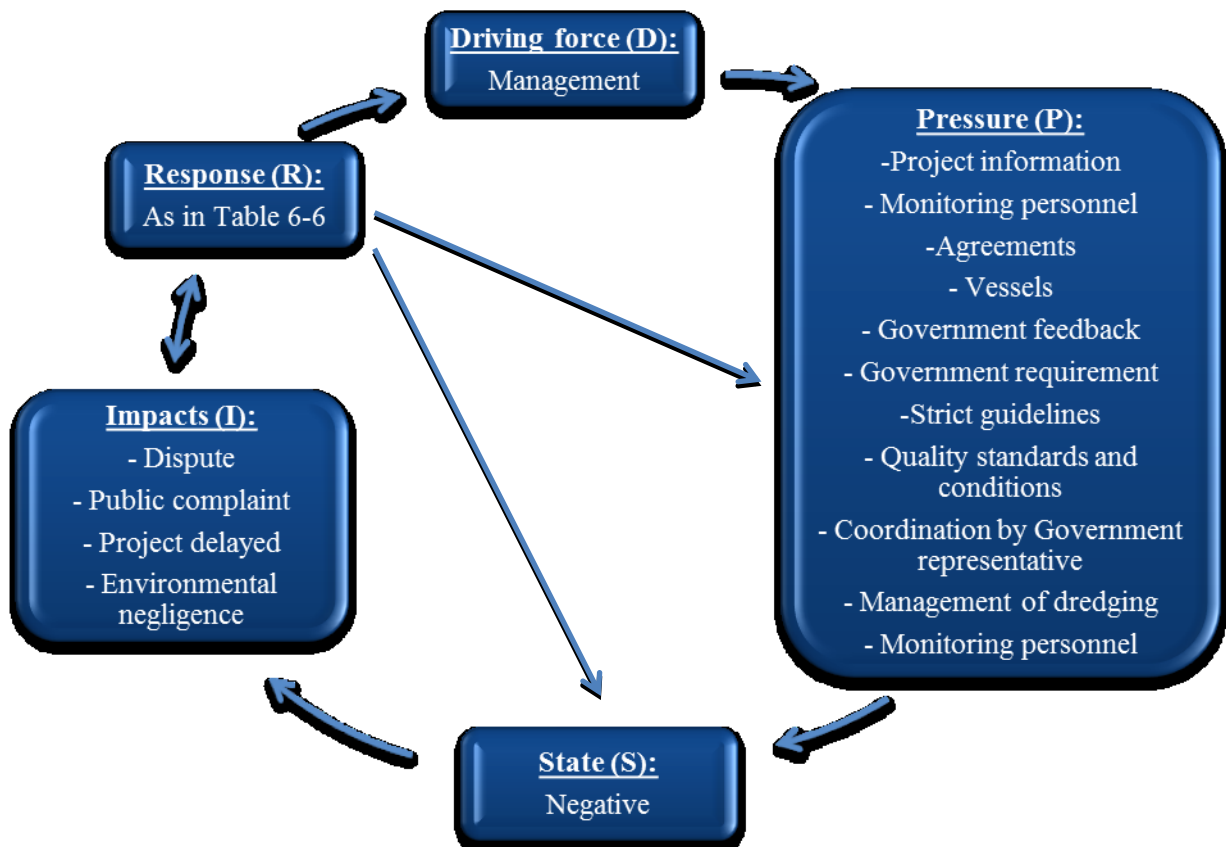 Driving force (D):
Management
Pressure (P):
-Project information
- Monitoring personnel
-Agreements
- Vessels
- Government feedback
- Government requirement
-Strict guidelines
- Quality standards and
conditions
- Coordination by Government
representative
- Management of dredging
- Monitoring personnel
State (S):
Negative
Impacts (I):
- Dispute
- Public complaint
- Project delayed
- Environmental
negligence
Response (R):
As in Table 6-6